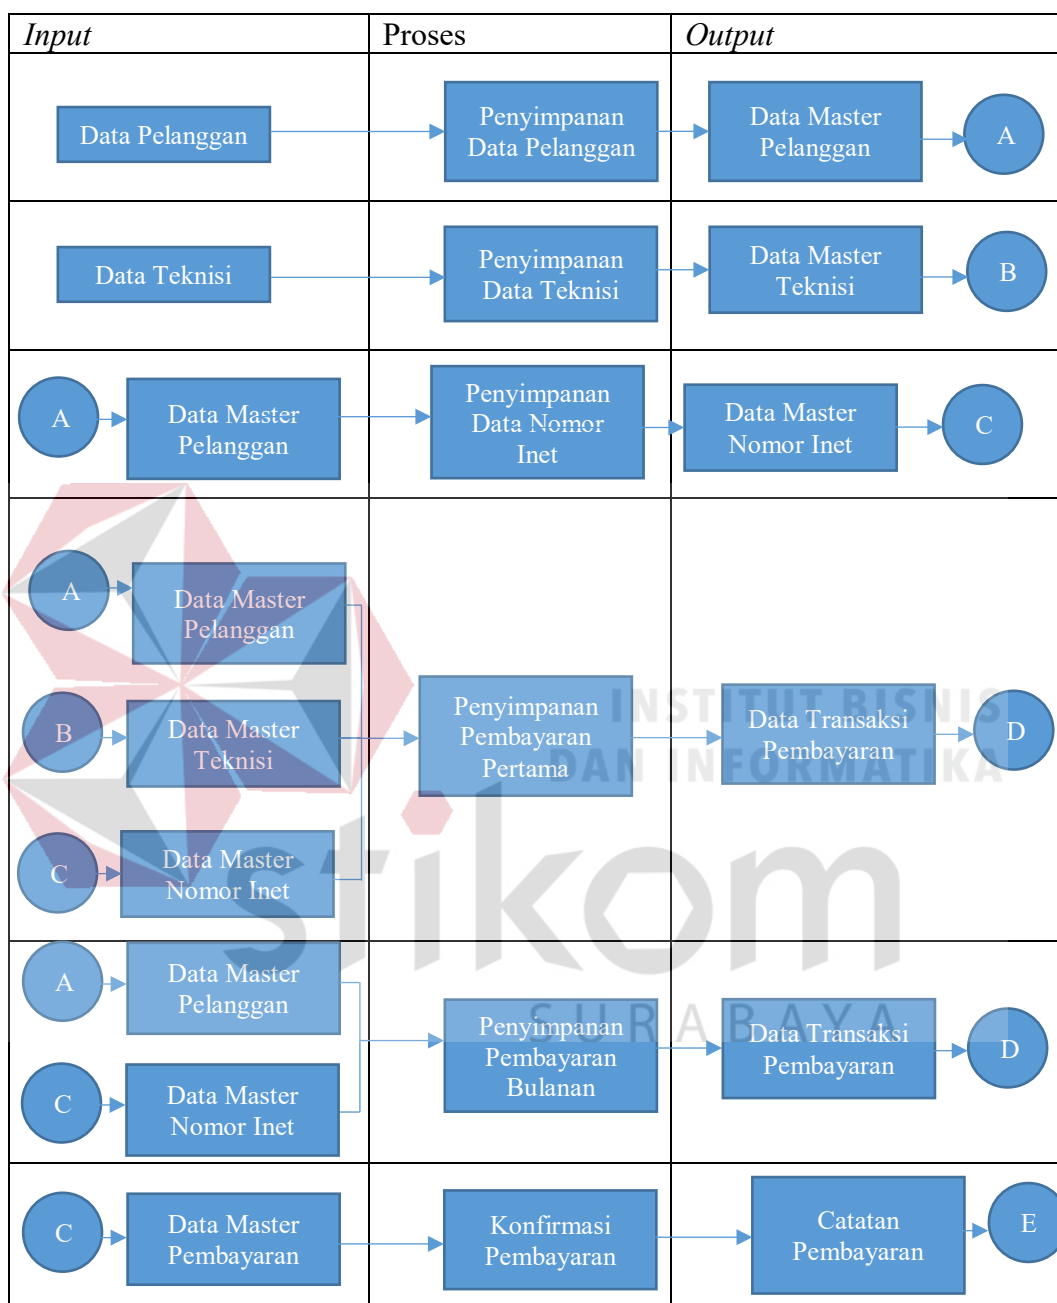 Input Proses Output
Data Pelanggan
Penyimpanan
Data Pelanggan
Data Master
Pelanggan
A
Data Teknisi
Penyimpanan
Data Teknisi
Data Master
Teknisi
B
A
Data Master
Pelanggan
Penyimpanan
Data Nomor
Inet
Data Master
Nomor Inet
C
A
Data Master
Pelanggan
B
Data Master
Teknisi
C
Data Master
Nomor Inet
Penyimpanan
Pembayaran
Pertama
Data Transaksi
Pembayaran
D
INSTITUT BISNIS
DAN INFORMATIKA
stikom
SURABAYA
A
Data Master
Pelanggan
C
Data Master
Nomor Inet
Penyimpanan
Pembayaran
Bulanan
Data Transaksi
Pembayaran
D
C
Data Master
Pembayaran
Konfirmasi
Pembayaran
Catatan
Pembayaran
E